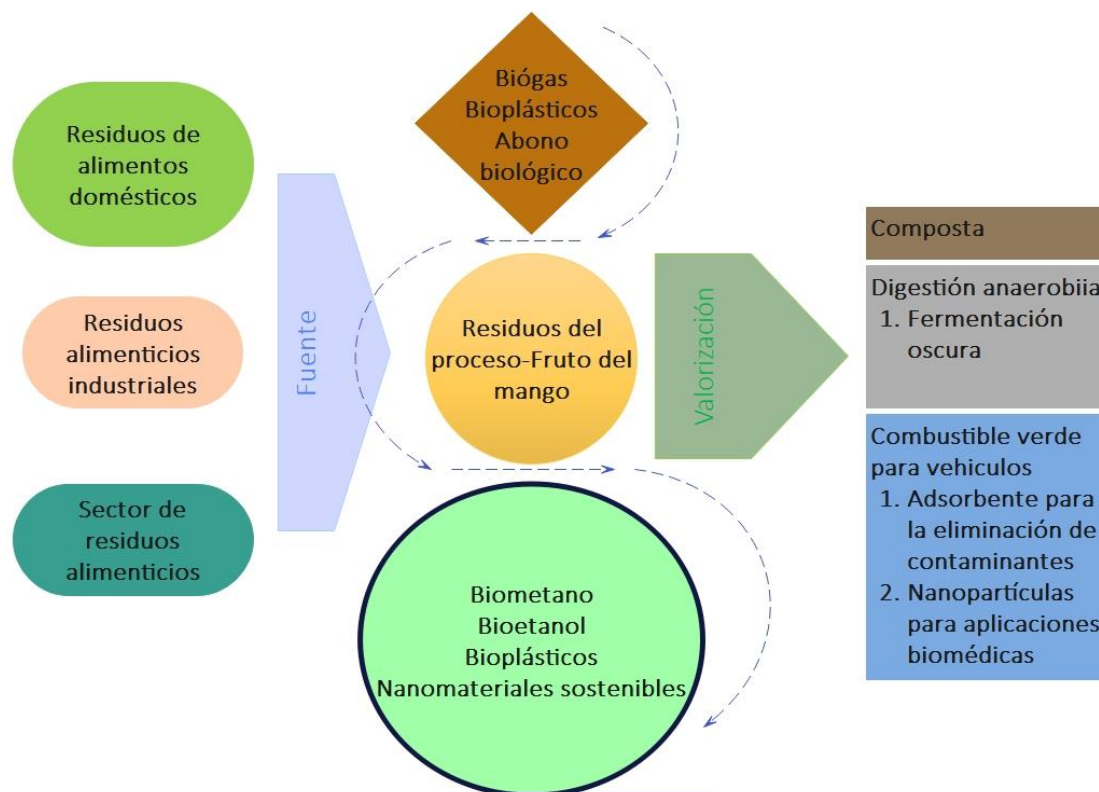 Residuos de
alimentos
domésticos
Residuos
alimenticios
industriales
Sector de
residuos
alimenticios
Fuente
Biógas
Bioplásticos
Abono
biológico
Residuos del
proceso-Fruto del
mango
Biometano
Bioetanol
Bioplásticos
Nanomateriales sostenibles
Valorización
Composta
Digestión anaerobiia
1. Fermentación
oscura
Combustible verde
para vehiculos
1. Adsorbente para
la eliminación de
contaminantes
2. Nanopartículas
para aplicaciones
biomédicas